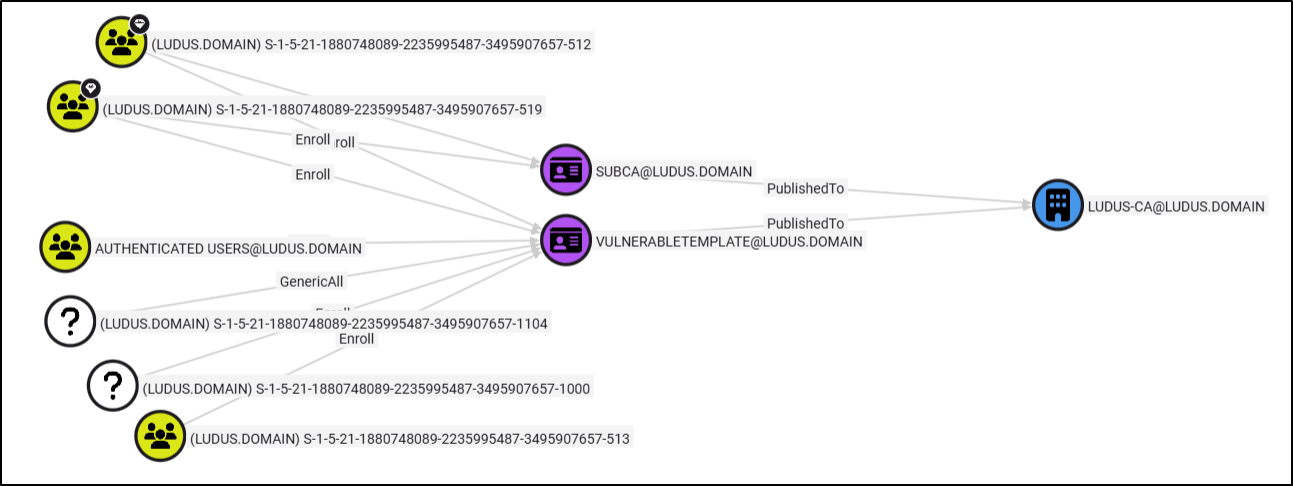 (LUDUS.DOMAIN) S-1-5-21-1880748089-2235995487-3495907657-512
(LUDUS.DOMAIN) S-1-5-21-1880748089-2235995487-3495907657-519
Enroll
roll
Enroll
SUBCA@LUDUS.DOMAIN
PublishedTo
LUDUS-CA@LUDUS.DOMAIN
PublishedTo
AUTHENTICATED USERS@LUDUS.DOMAIN
VULNERABLETEMPLATE@LUDUS.DOMAIN
GenericAll
?
(LUDUS.DOMAIN) S-1-5-21-1880748089-2235995487-3495907657-1104
Enroll
?
(LUDUS.DOMAIN) S-1-5-21-1880748089-2235995487-3495907657-1000
(LUDUS.DOMAIN) S-1-5-21-1880748089-2235995487-3495907657-513